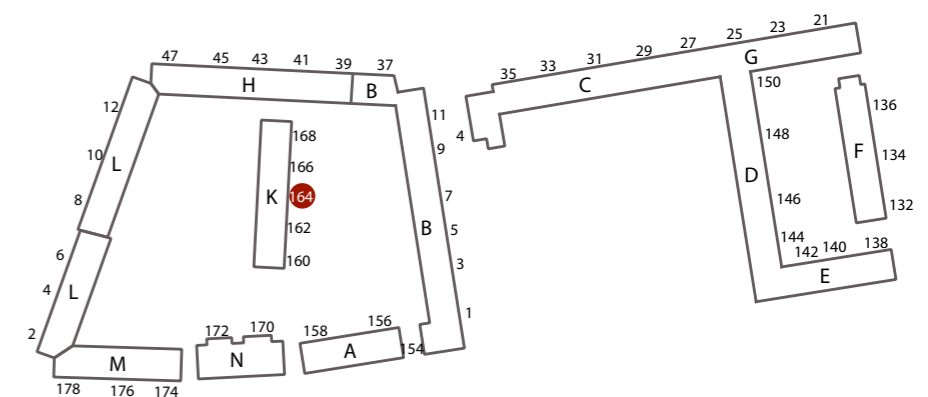 47 45 43 41 39 37
H B
12
10 L
8
6
4 L
2
M
178 176 174
172 170
N
158 156 154
A
168
166
K 164
162
160
11
9
7
B 5
3
1
35 33 31 29 27 25 23 21
C G
4
150
148
D
146
144 142 140 138
E
136
F 134
132